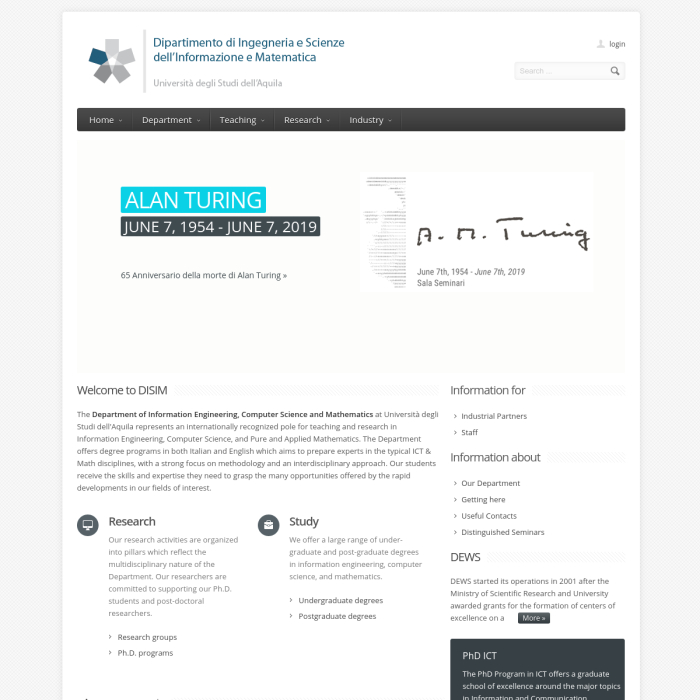 Dipartimento di Ingegneria e Scienze
dell'Informazione e Matematica
Università degli Studi dell'Aquila
login
Search ...
Home
Department
Teaching
Research
Industry
ALAN TURING
JUNE 7, 1954 - JUNE 7, 2019
65 Anniversario della morte di Alan Turing »
A. M. Turing
June 7th, 1954 - June 7th, 2019
Sala Seminari
Welcome to DISIM
The Department of Information Engineering, Computer Science and Mathematics at Università degli
Studi dell'Aquila represents an internationally recognized pole for teaching and research in
Information Engineering, Computer Science, and Pure and Applied Mathematics. The Department
offers degree programs in both Italian and English which aims to prepare experts in the typical ICT &
Math disciplines, with a strong focus on methodology and an interdisciplinary approach. Our students
receive the skills and expertise they need to grasp the many opportunities offered by the rapid
developments in our fields of interest.
Research
Our research activities are organized
into pillars which reflect the
multidisciplinary nature of the
Department. Our researchers are
committed to supporting our Ph.D.
students and post-doctoral
researchers.
Research groups
Ph.D. programs
Study
We offer a large range of under-
graduate and post-graduate degrees
in information engineering, computer
science, and mathematics.
Undergraduate degrees
Postgraduate degrees
Information for
Industrial Partners
Staff
Information about
Our Department
Getting here
Useful Contacts
Distinguished Seminars
DEWS
DEWS started its operations in 2001 after the
Ministry of Scientific Research and University
awarded grants for the formation of centers of
excellence on a More »
PhD ICT
The PhD Program in ICT offers a graduate
school of excellence around the major topics
in Information and Communication